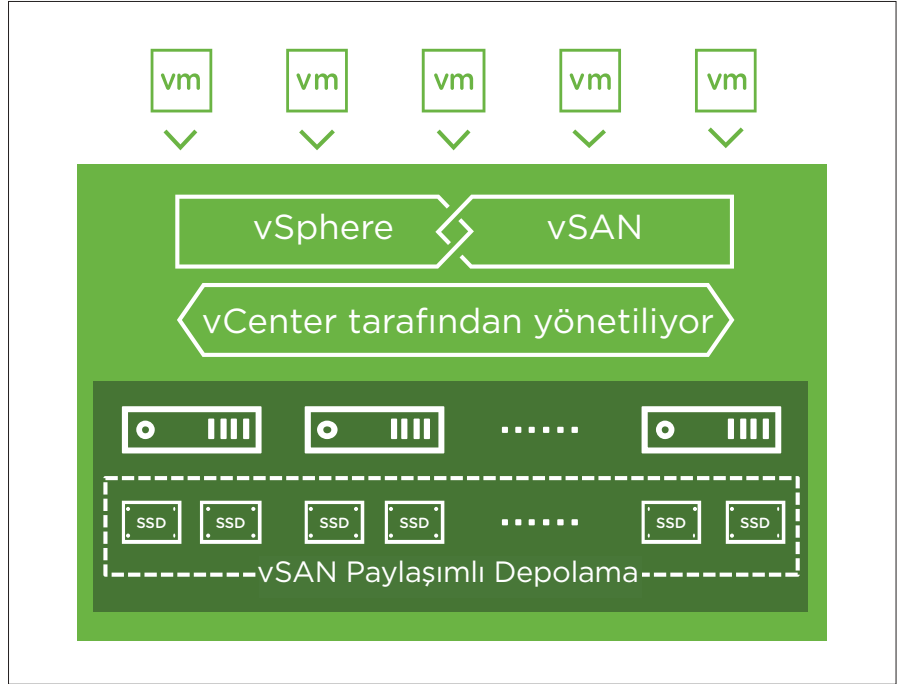 vm vm vm vm vm
vSphere vSAN
vCenter tarafından yönetiliyor
SSD SSD SSD SSD SSD SSD
vSAN Paylaşımlı Depolama